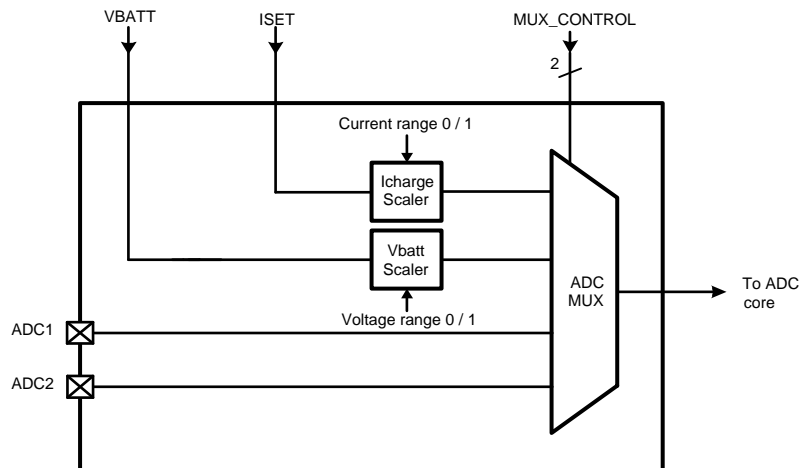 VBATT
ISET
MUX_CONTROL
2
Current range 0 / 1
Icharge
Scaler
Vbatt
Scaler
Voltage range 0 / 1
ADC
MUX
To ADC
core
ADC1
ADC2